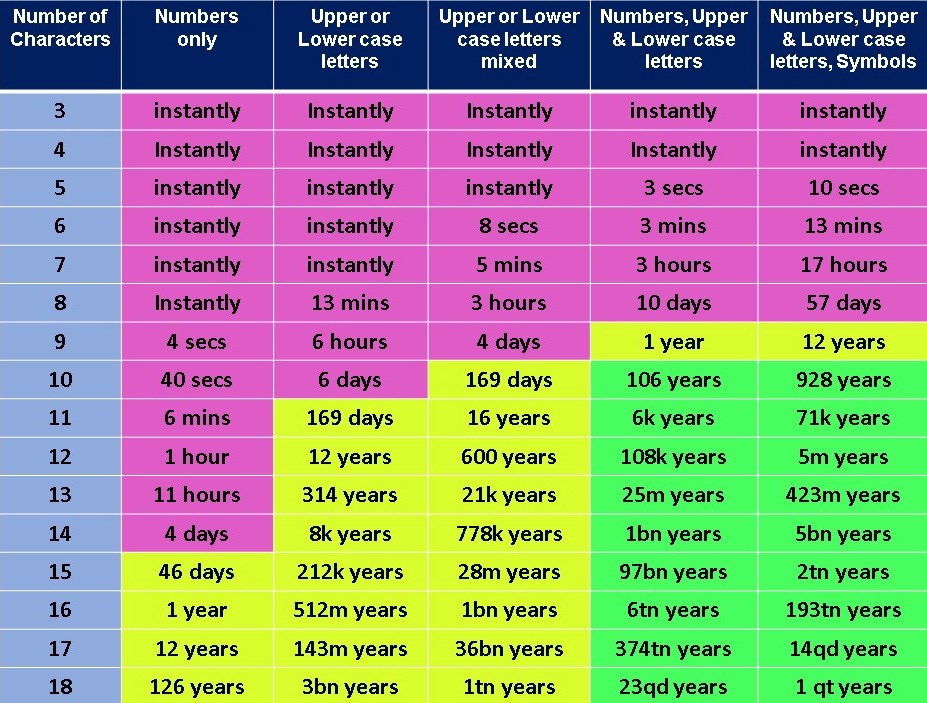 Number of Characters | Numbers only | Upper or Lower case letters | Upper or Lower case letters mixed | Numbers, Upper & Lower case letters | Numbers, Upper & Lower case letters, Symbols
3 | instantly | Instantly | Instantly | instantly | instantly
4 | Instantly | Instantly | Instantly | Instantly | instantly
5 | instantly | instantly | instantly | 3 secs | 10 secs
6 | instantly | instantly | 8 secs | 3 mins | 13 mins
7 | instantly | instantly | 5 mins | 3 hours | 17 hours
8 | Instantly | 13 mins | 3 hours | 10 days | 57 days
9 | 4 secs | 6 hours | 4 days | 1 year | 12 years
10 | 40 secs | 6 days | 169 days | 106 years | 928 years
11 | 6 mins | 169 days | 16 years | 6k years | 71k years
12 | 1 hour | 12 years | 600 years | 108k years | 5m years
13 | 11 hours | 314 years | 21k years | 25m years | 423m years
14 | 4 days | 8k years | 778k years | 1bn years | 5bn years
15 | 46 days | 212k years | 28m years | 97bn years | 2tn years
16 | 1 year | 512m years | 1bn years | 6tn years | 193tn years
17 | 12 years | 143m years | 36bn years | 374tn years | 14qd years
18 | 126 years | 3bn years | 1tn years | 23qd years | 1 qt years